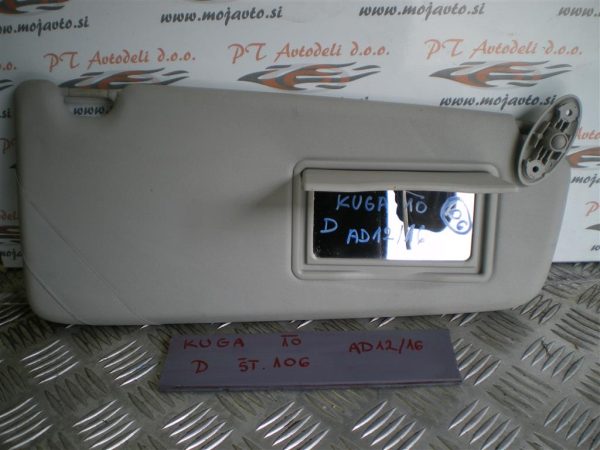 www.mojavto.si
www.mojavto.si
PT Avtodeli d.o.o.
PT Avtodeli d.o.o.
www.mojavto.si
www.mojavto.si
KUGA 10
106
D AD12/16
KUGA 10 AD12/16
D ŠT.106